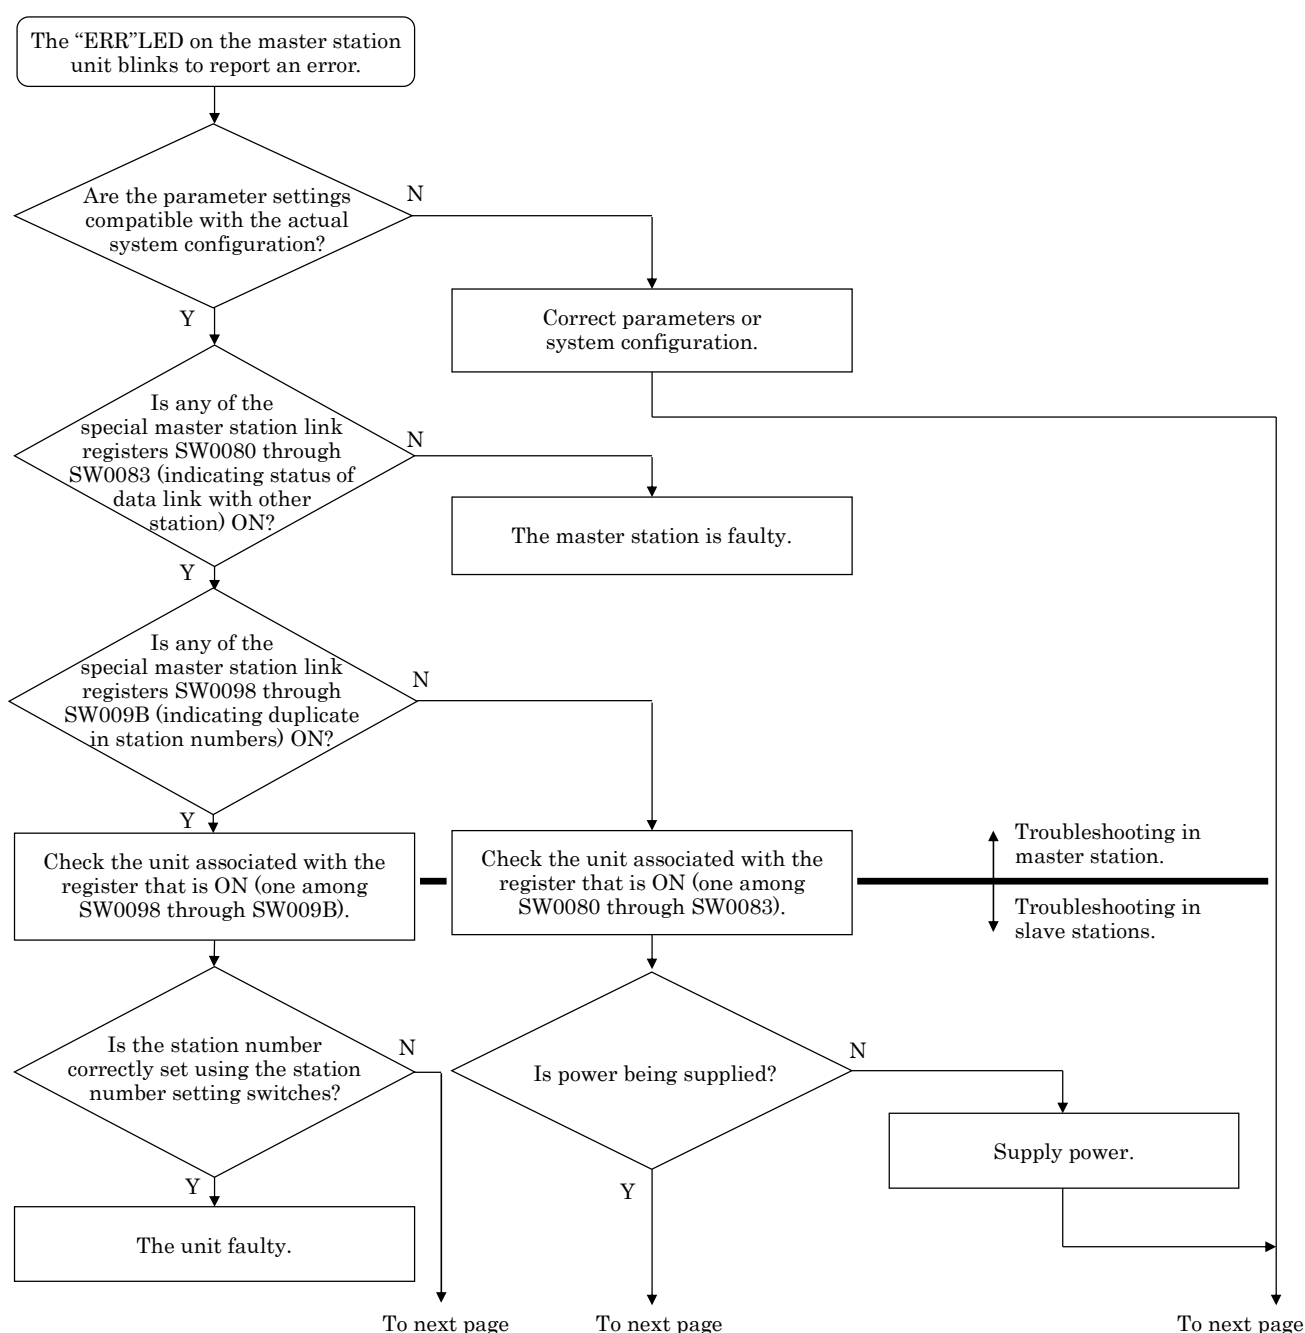 The “ERR”LED on the master station
unit blinks to report an error.
Are the parameter settings
compatible with the actual
system configuration?
N
Y
Correct parameters or
system configuration.
Is any of the
special master station link
registers SW0080 through
SW0083 (indicating status of
data link with other
station) ON?
N
Y
The master station is faulty.
Is any of the
special master station link
registers SW0098 through
SW009B (indicating duplicate
in station numbers) ON?
N
Y
Check the unit associated with the
register that is ON (one among
SW0098 through SW009B).
Check the unit associated with the
register that is ON (one among
SW0080 through SW0083).
Troubleshooting in
master station.
Troubleshooting in
slave stations.
Is the station number
correctly set using the station
number setting switches?
N
Y
Is power being supplied?
N
Y
Supply power.
The unit faulty.
To next page
To next page
To next page